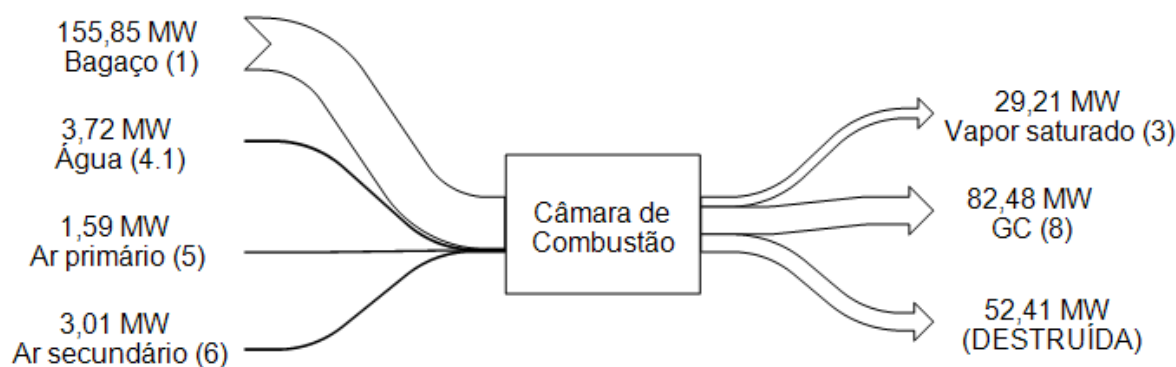 155,85 MW
Bagaço (1)
3,72 MW
Água (4.1)
1,59 MW
Ar primário (5)
3,01 MW
Ar secundário (6)
Câmara de
Combustão
29,21 MW
Vapor saturado (3)
82,48 MW
GC (8)
52,41 MW
(DESTRUÍDA)